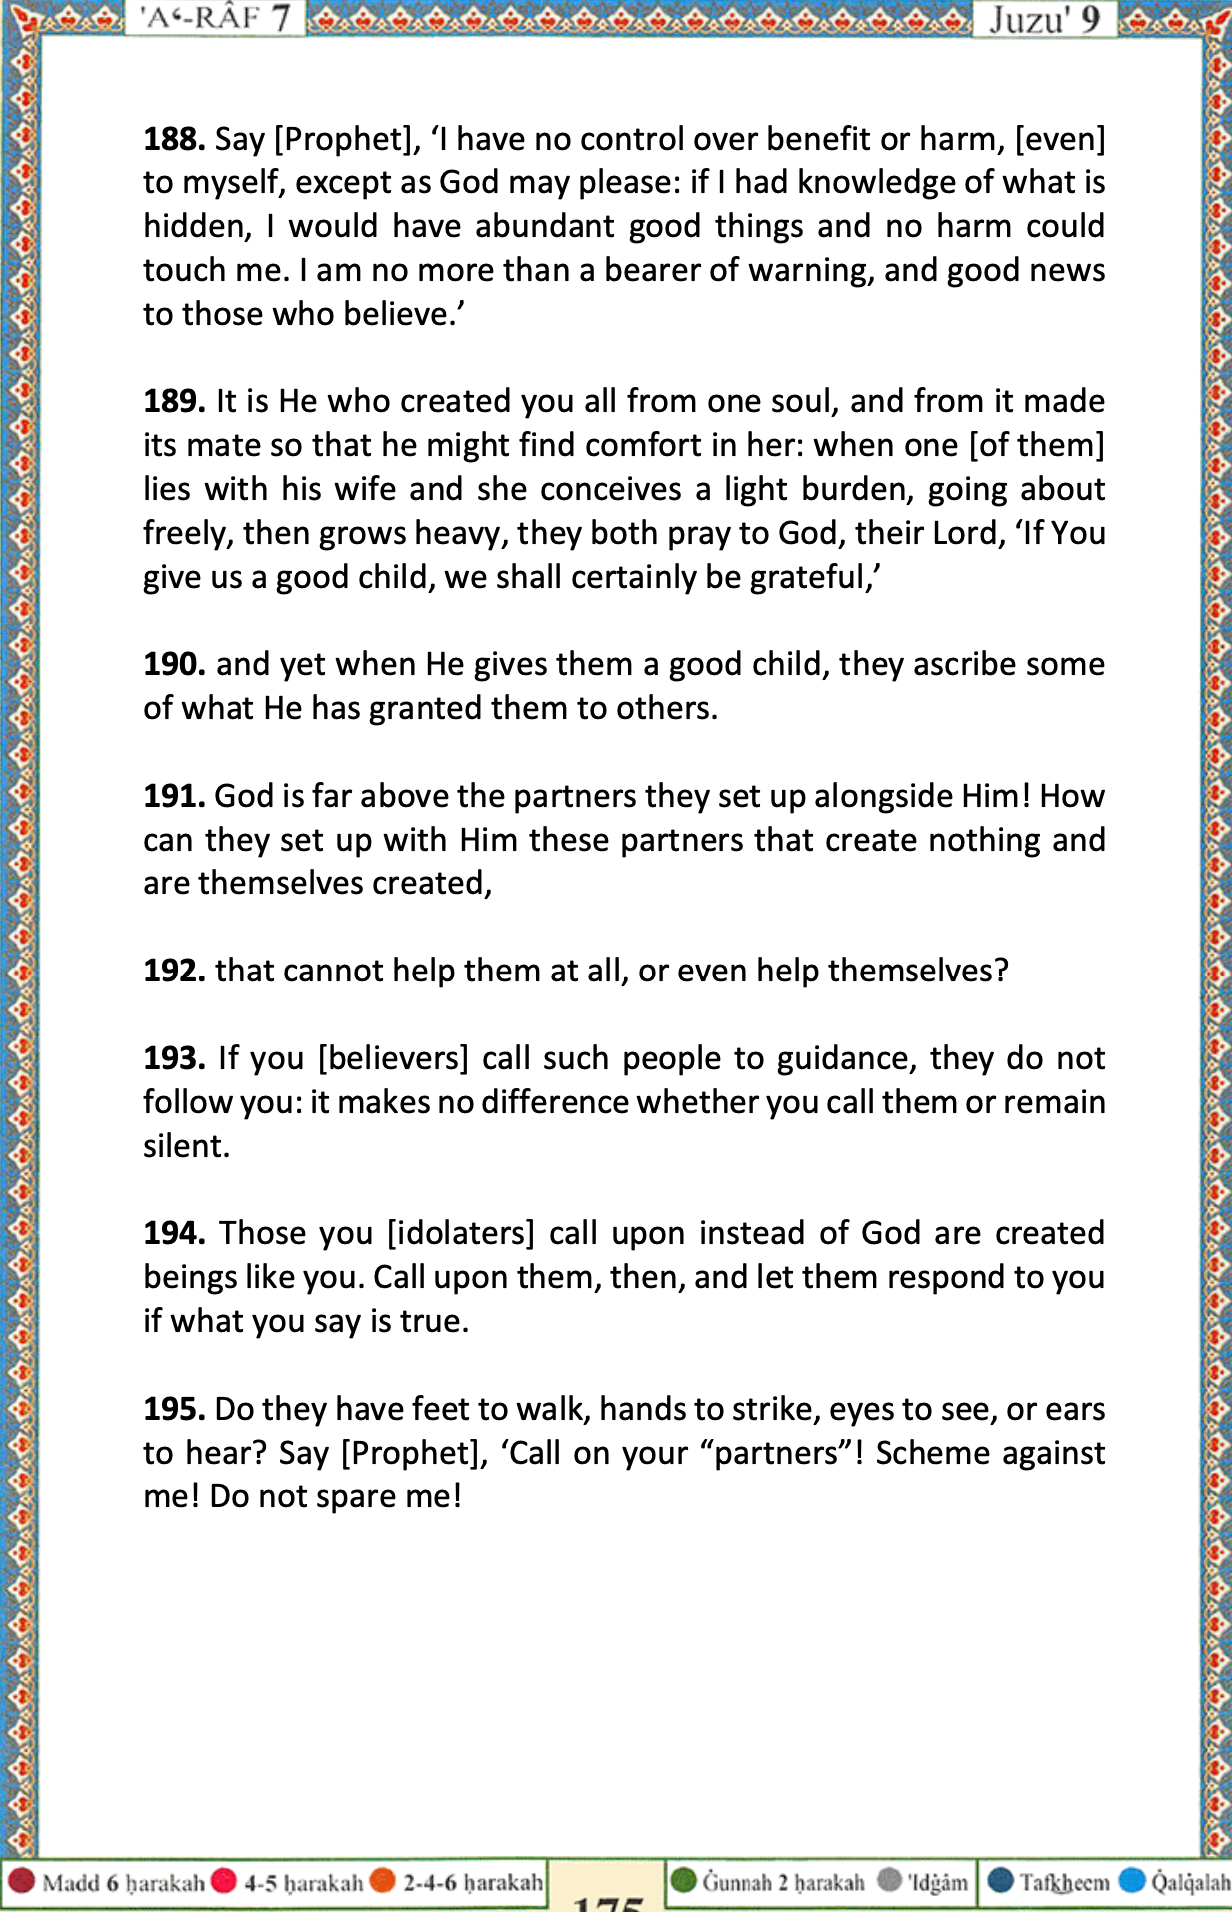 'Aʻ-RÂF 7
Juzu' 9
188. Say [Prophet], ‘I have no control over benefit or harm, [even]
to myself, except as God may please: if I had knowledge of what is
hidden, I would have abundant good things and no harm could
touch me. I am no more than a bearer of warning, and good news
to those who believe.’
189. It is He who created you all from one soul, and from it made
its mate so that he might find comfort in her: when one [of them]
lies with his wife and she conceives a light burden, going about
freely, then grows heavy, they both pray to God, their Lord, ‘If You
give us a good child, we shall certainly be grateful,’
190. and yet when He gives them a good child, they ascribe some
of what He has granted them to others.
191. God is far above the partners they set up alongside Him! How
can they set up with Him these partners that create nothing and
are themselves created,
192. that cannot help them at all, or even help themselves?
193. If you [believers] call such people to guidance, they do not
follow you: it makes no difference whether you call them or remain
silent.
194. Those you [idolaters] call upon instead of God are created
beings like you. Call upon them, then, and let them respond to you
if what you say is true.
195. Do they have feet to walk, hands to strike, eyes to see, or ears
to hear? Say [Prophet], ‘Call on your “partners”! Scheme against
me! Do not spare me!
Madd 6 ḥarakah 4-5 ḥarakah 2-4-6 ḥarakah
175
Ġunnah 2 ḥarakah 'Idġâm
Tafkheem Q̇alq̇alah